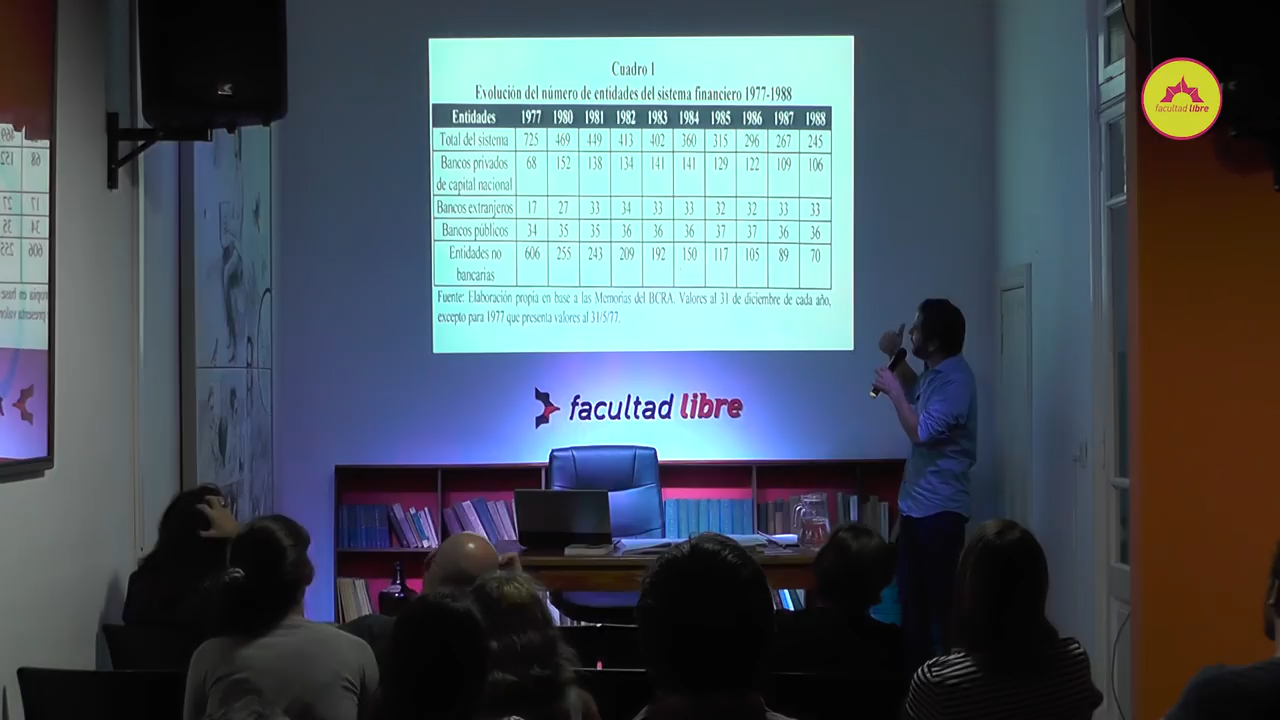 Cuadro 1
Evolución del número de entidades del sistema financiero 1977-1988
Entidades 1977 1980 1981 1982 1983 1984 1985 1986 1987 1988
Total del sistema 725 469 449 413 402 360 315 296 267 245
Bancos privados de capital nacional 68 152 138 134 141 141 129 122 109 106
Bancos extranjeros 17 27 33 34 33 33 32 32 33 33
Bancos públicos 34 35 35 36 36 36 37 37 36 36
Entidades no bancarias 606 255 243 209 192 150 117 105 89 70
Fuente: Elaboración propia en base a las Memorias del BCRA. Valores al 31 de diciembre de cada año,
excepto para 1977 que presenta valores al 31/5/77.
facultad libre
facultad libre